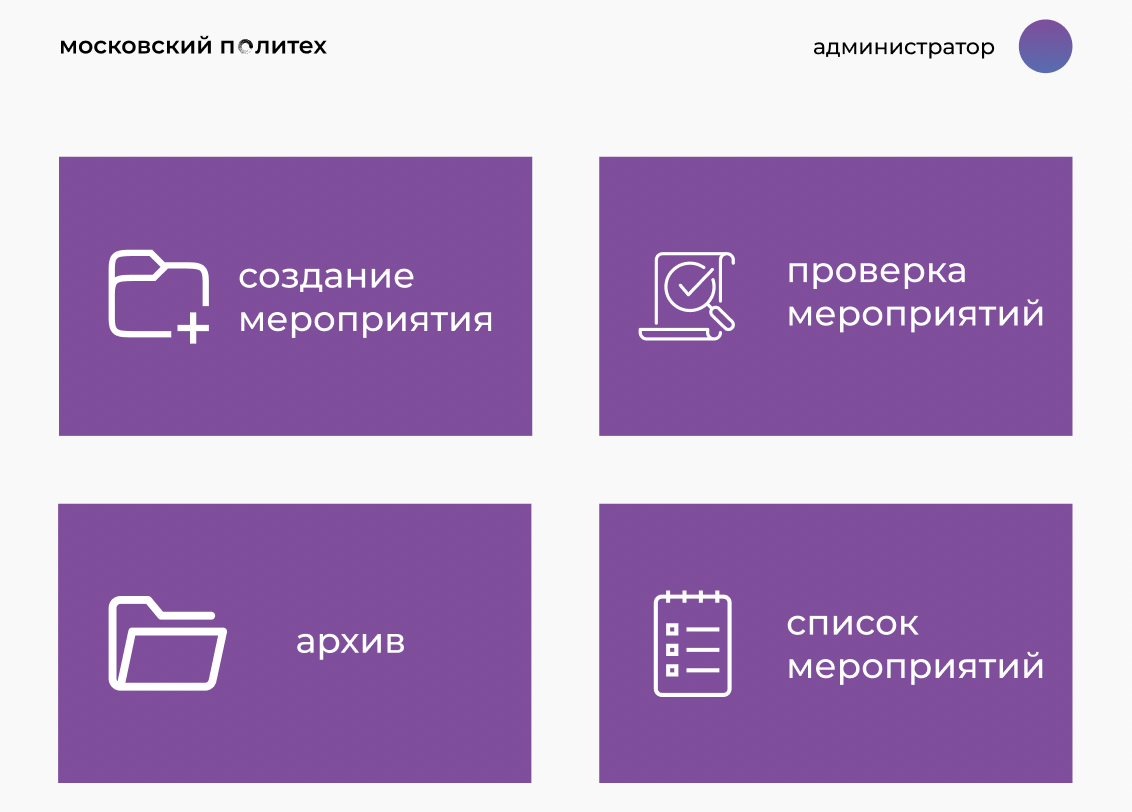 московский политех
администратор
создание
мероприятия
проверка
мероприятий
архив
список
мероприятий